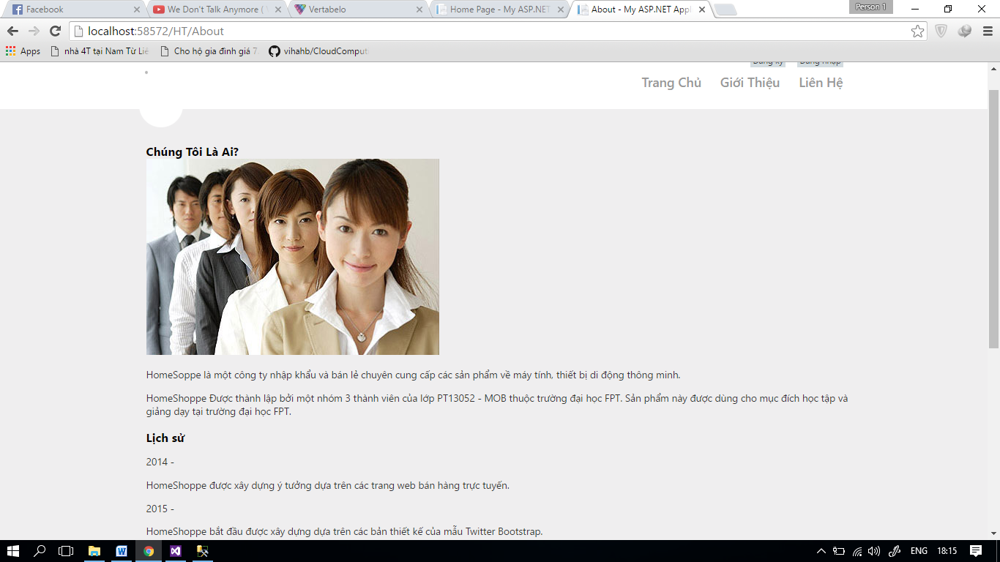 Person 1
Facebook
We Don't Talk Anymore (
Vertabelo
Home Page - My ASP.NET
About - My ASP.NET Appl
localhost:58572/HT/About
Apps
nhà 4T tại Nam Từ Liê
Cho hộ gia đình giá 7
vihahb/CloudComput
Đăng ký Đăng nhập
Trang Chủ Giới Thiệu Liên Hệ
Chúng Tôi Là Ai?
HomeSoppe là một công ty nhập khẩu và bán lẻ chuyên cung cấp các sản phẩm về máy tính, thiết bị di động thông minh.
HomeShoppe Được thành lập bởi một nhóm 3 thành viên của lớp PT13052 - MOB thuộc trường đại học FPT. Sản phẩm này được dùng cho mục đích học tập và
giảng dạy tại trường đại học FPT.
Lịch sử
2014 -
HomeShoppe được xây dựng ý tưởng dựa trên các trang web bán hàng trực tuyến.
2015 -
HomeShoppe bắt đầu được xây dựng dựa trên các bản thiết kế của mẫu Twitter Bootstrap.
ENG 18:15